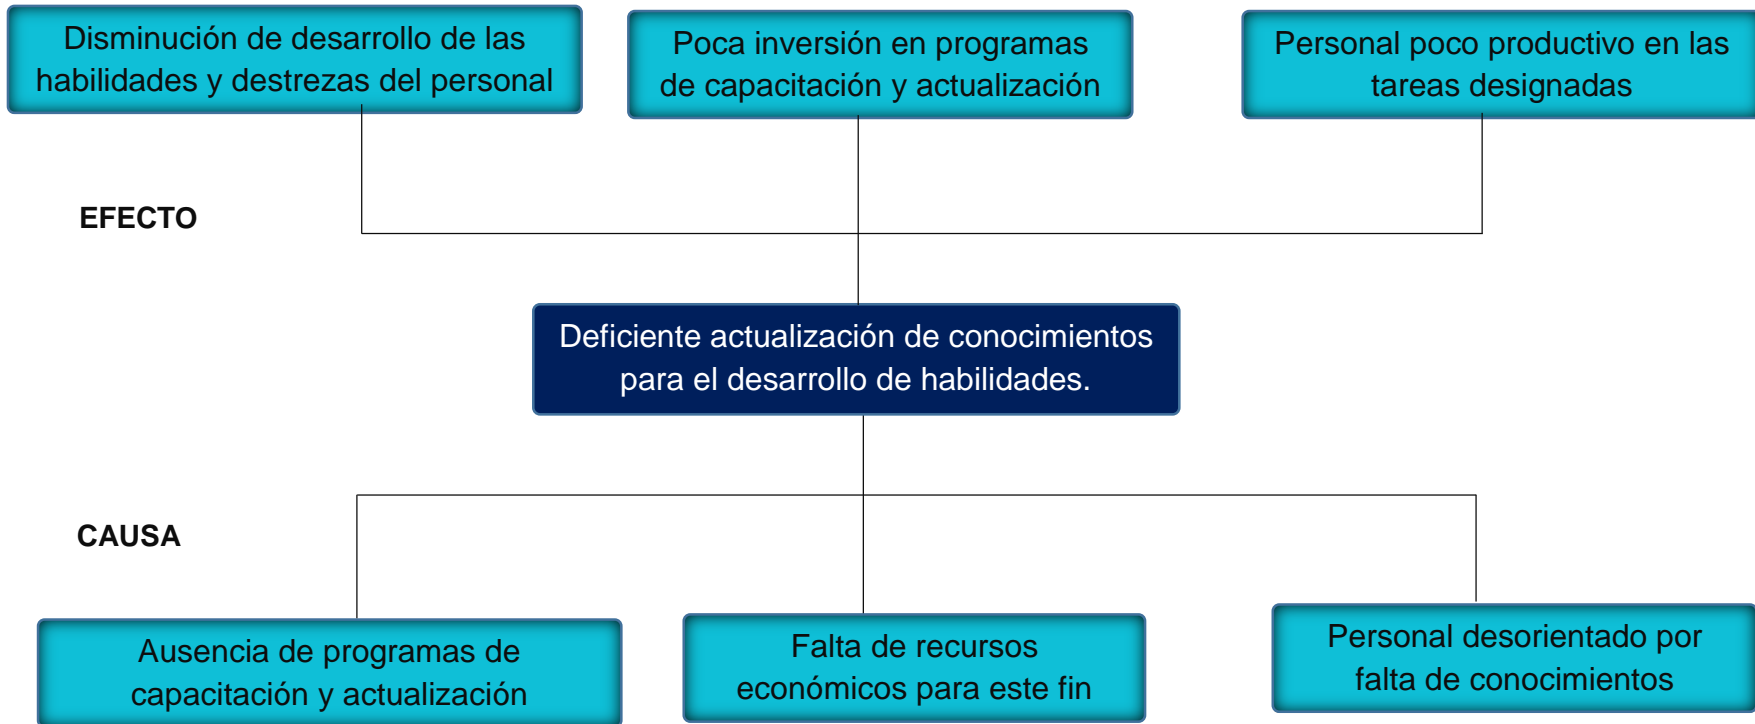 Disminución de desarrollo de las
habilidades y destrezas del personal
Poca inversión en programas
de capacitación y actualización
Personal poco productivo en las
tareas designadas
EFECTO
Deficiente actualización de conocimientos
para el desarrollo de habilidades.
CAUSA
Ausencia de programas de
capacitación y actualización
Falta de recursos
económicos para este fin
Personal desorientado por
falta de conocimientos